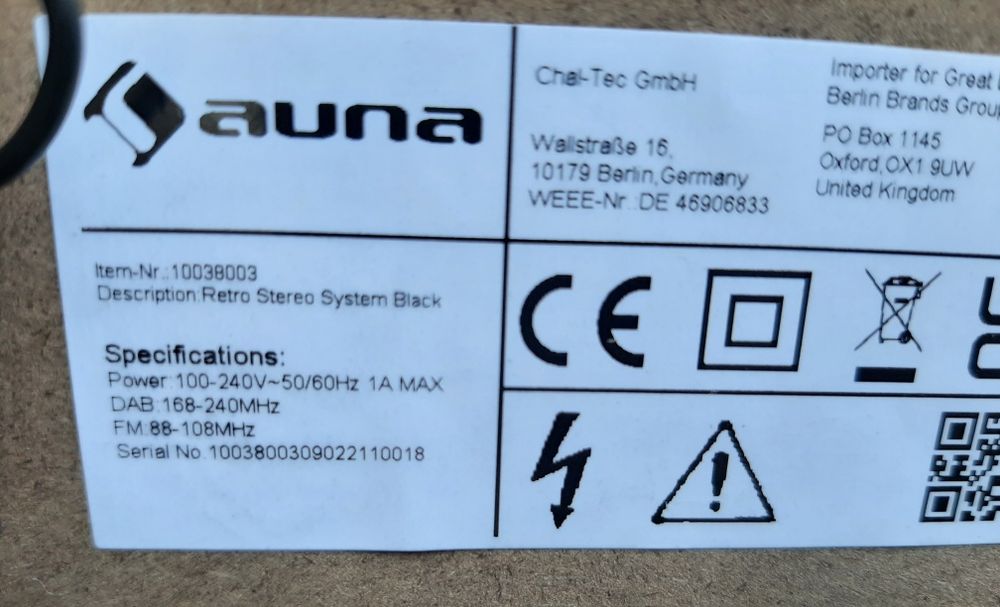 auna
Chal-Tec GmbH
Wallstraße 16,
10179 Berlin,Germany
WEEE-Nr.:DE 46906833
Importer for Great
Berlin Brands Group
PO Box 1145
Oxford,OX1 9UW
United Kingdom
Item-Nr.:10038003
Description:Retro Stereo System Black
Specifications:
Power:100-240V~50/60Hz 1A MAX
DAB:168-240MHz
FM:88-108MHz
Serial No.1003800309022110018
CE